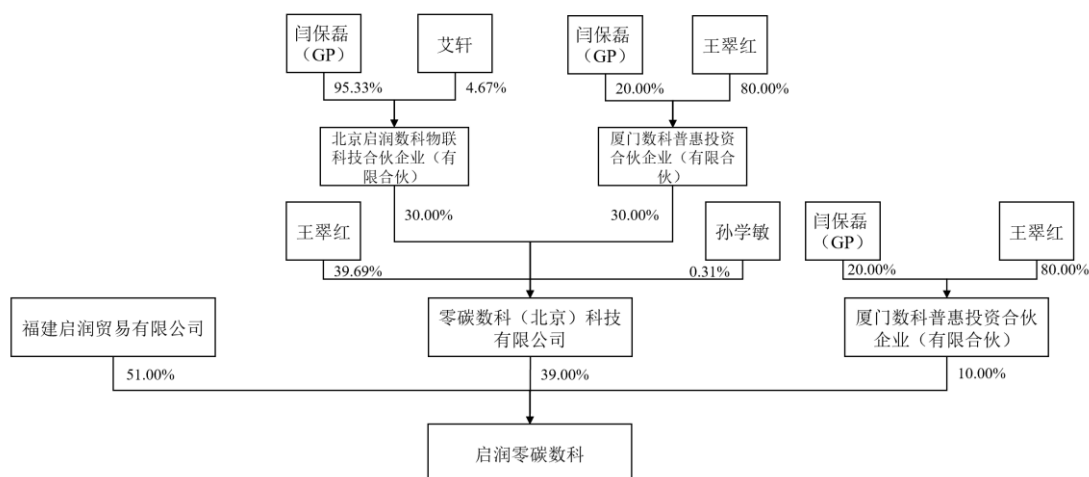 闫保磊
（GP）
艾轩
闫保磊
（GP）
王翠红
95.33%
4.67%
20.00%
80.00%
北京启润数科物联
科技合伙企业（有
限合伙）
厦门数科普惠投资
合伙企业（有限合
伙）
30.00%
30.00%
王翠红
孙学敏
闫保磊
（GP）
王翠红
39.69%
0.31%
20.00%
80.00%
福建启润贸易有限公司
零碳数科（北京）科技
有限公司
厦门数科普惠投资合伙
企业（有限合伙）
51.00%
39.00%
10.00%
启润零碳数科